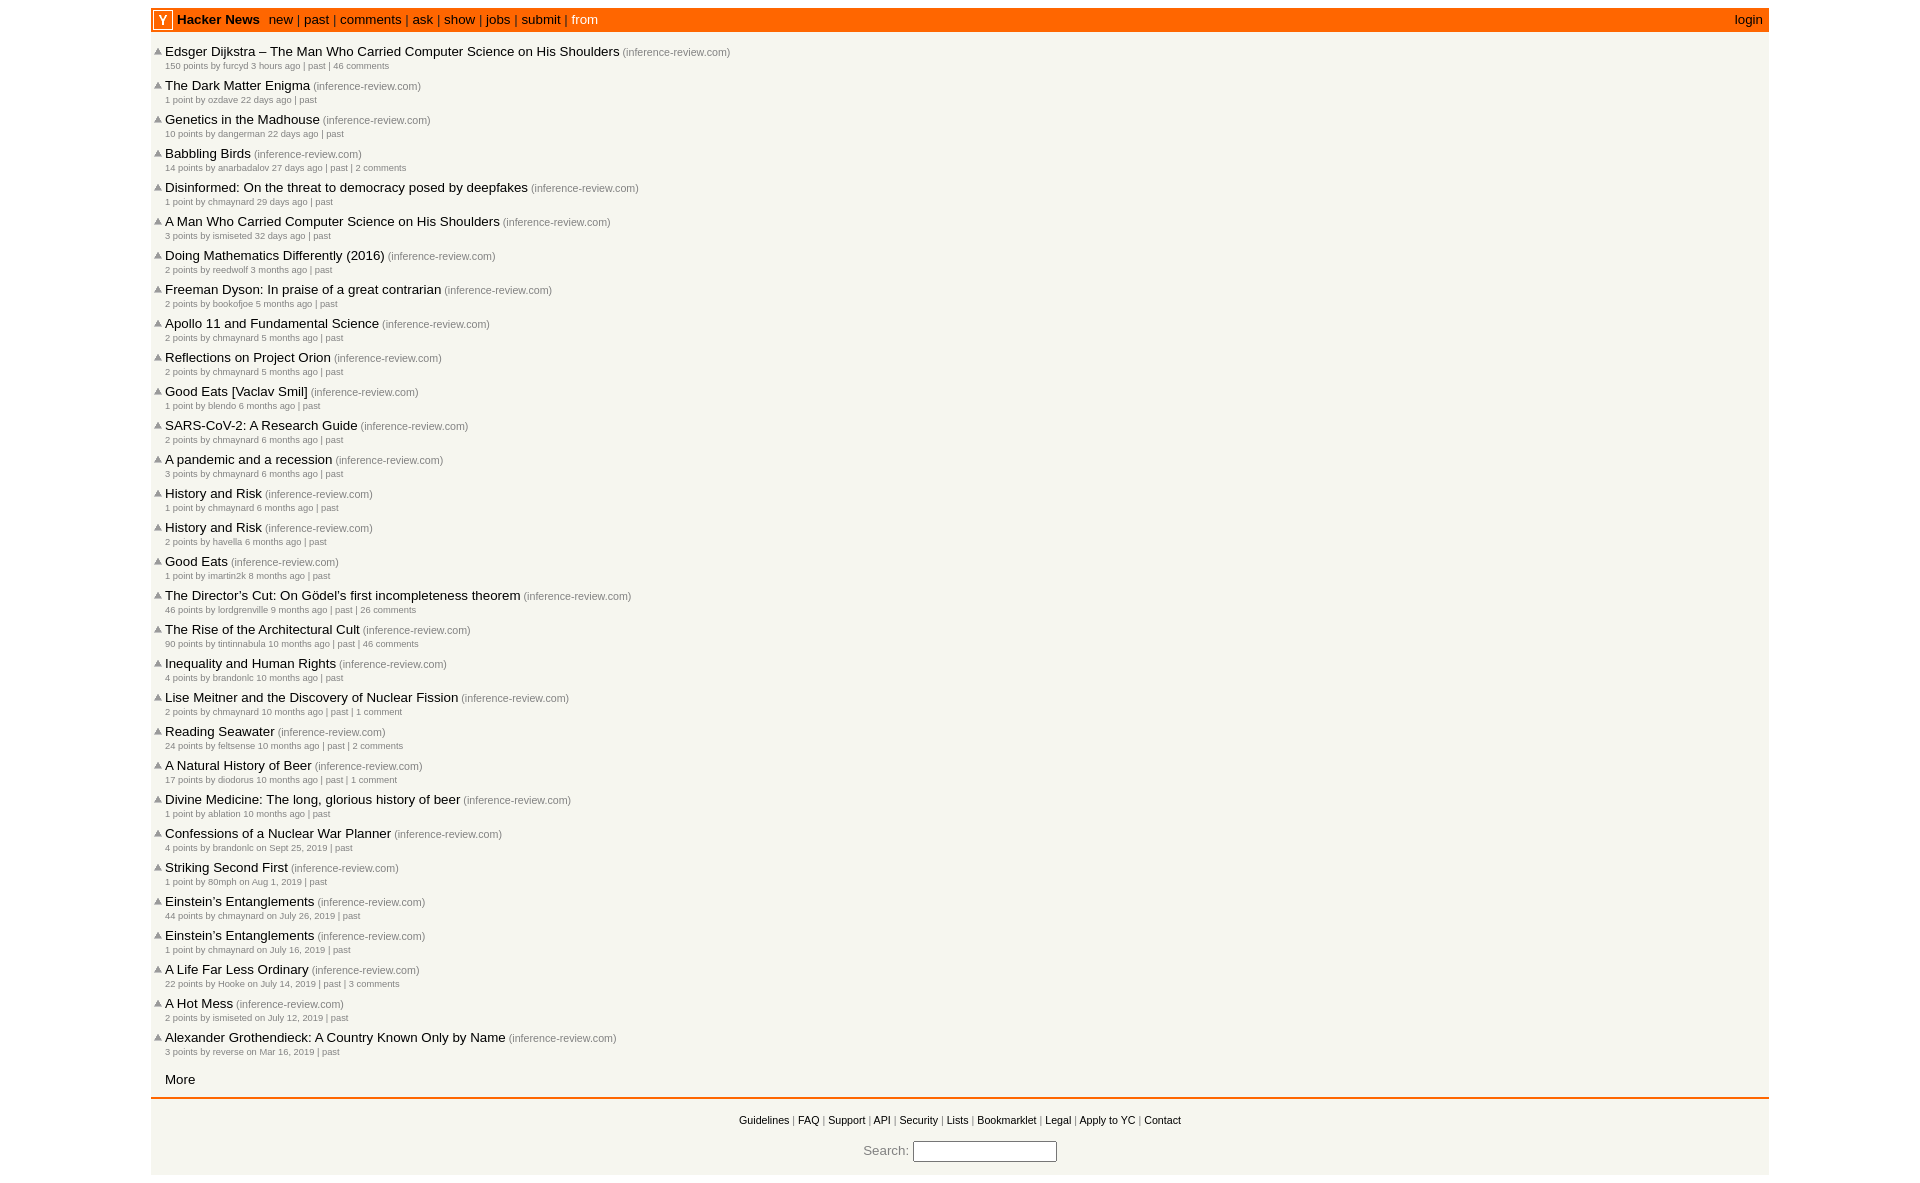 Y Hacker News new | past | comments | ask | show | jobs | submit | from login
Edsger Dijkstra – The Man Who Carried Computer Science on His Shoulders (inference-review.com)
150 points by furcyd 3 hours ago | past | 46 comments
The Dark Matter Enigma (inference-review.com)
1 point by ozdave 22 days ago | past
Genetics in the Madhouse (inference-review.com)
10 points by dangerman 22 days ago | past
Babbling Birds (inference-review.com)
14 points by anarbadalov 27 days ago | past | 2 comments
Disinformed: On the threat to democracy posed by deepfakes (inference-review.com)
1 point by chmaynard 29 days ago | past
A Man Who Carried Computer Science on His Shoulders (inference-review.com)
3 points by ismiseted 32 days ago | past
Doing Mathematics Differently (2016) (inference-review.com)
2 points by reedwolf 3 months ago | past
Freeman Dyson: In praise of a great contrarian (inference-review.com)
2 points by bookofjoe 5 months ago | past
Apollo 11 and Fundamental Science (inference-review.com)
2 points by chmaynard 5 months ago | past
Reflections on Project Orion (inference-review.com)
2 points by chmaynard 5 months ago | past
Good Eats [Vaclav Smil] (inference-review.com)
1 point by blendo 6 months ago | past
SARS-CoV-2: A Research Guide (inference-review.com)
2 points by chmaynard 6 months ago | past
A pandemic and a recession (inference-review.com)
3 points by chmaynard 6 months ago | past
History and Risk (inference-review.com)
1 point by chmaynard 6 months ago | past
History and Risk (inference-review.com)
2 points by havella 6 months ago | past
Good Eats (inference-review.com)
1 point by imartin2k 8 months ago | past
The Director’s Cut: On Gödel’s first incompleteness theorem (inference-review.com)
46 points by lordgrenville 9 months ago | past | 26 comments
The Rise of the Architectural Cult (inference-review.com)
90 points by tintinnabula 10 months ago | past | 46 comments
Inequality and Human Rights (inference-review.com)
4 points by brandonlc 10 months ago | past
Lise Meitner and the Discovery of Nuclear Fission (inference-review.com)
2 points by chmaynard 10 months ago | past | 1 comment
Reading Seawater (inference-review.com)
24 points by feltsense 10 months ago | past | 2 comments
A Natural History of Beer (inference-review.com)
17 points by diodorus 10 months ago | past | 1 comment
Divine Medicine: The long, glorious history of beer (inference-review.com)
1 point by ablation 10 months ago | past
Confessions of a Nuclear War Planner (inference-review.com)
4 points by brandonlc on Sept 25, 2019 | past
Striking Second First (inference-review.com)
1 point by 80mph on Aug 1, 2019 | past
Einstein’s Entanglements (inference-review.com)
44 points by chmaynard on July 26, 2019 | past
Einstein’s Entanglements (inference-review.com)
1 point by chmaynard on July 16, 2019 | past
A Life Far Less Ordinary (inference-review.com)
22 points by Hooke on July 14, 2019 | past | 3 comments
A Hot Mess (inference-review.com)
2 points by ismiseted on July 12, 2019 | past
Alexander Grothendieck: A Country Known Only by Name (inference-review.com)
3 points by reverse on Mar 16, 2019 | past
More
Guidelines | FAQ | Support | API | Security | Lists | Bookmarklet | Legal | Apply to YC | Contact
Search: